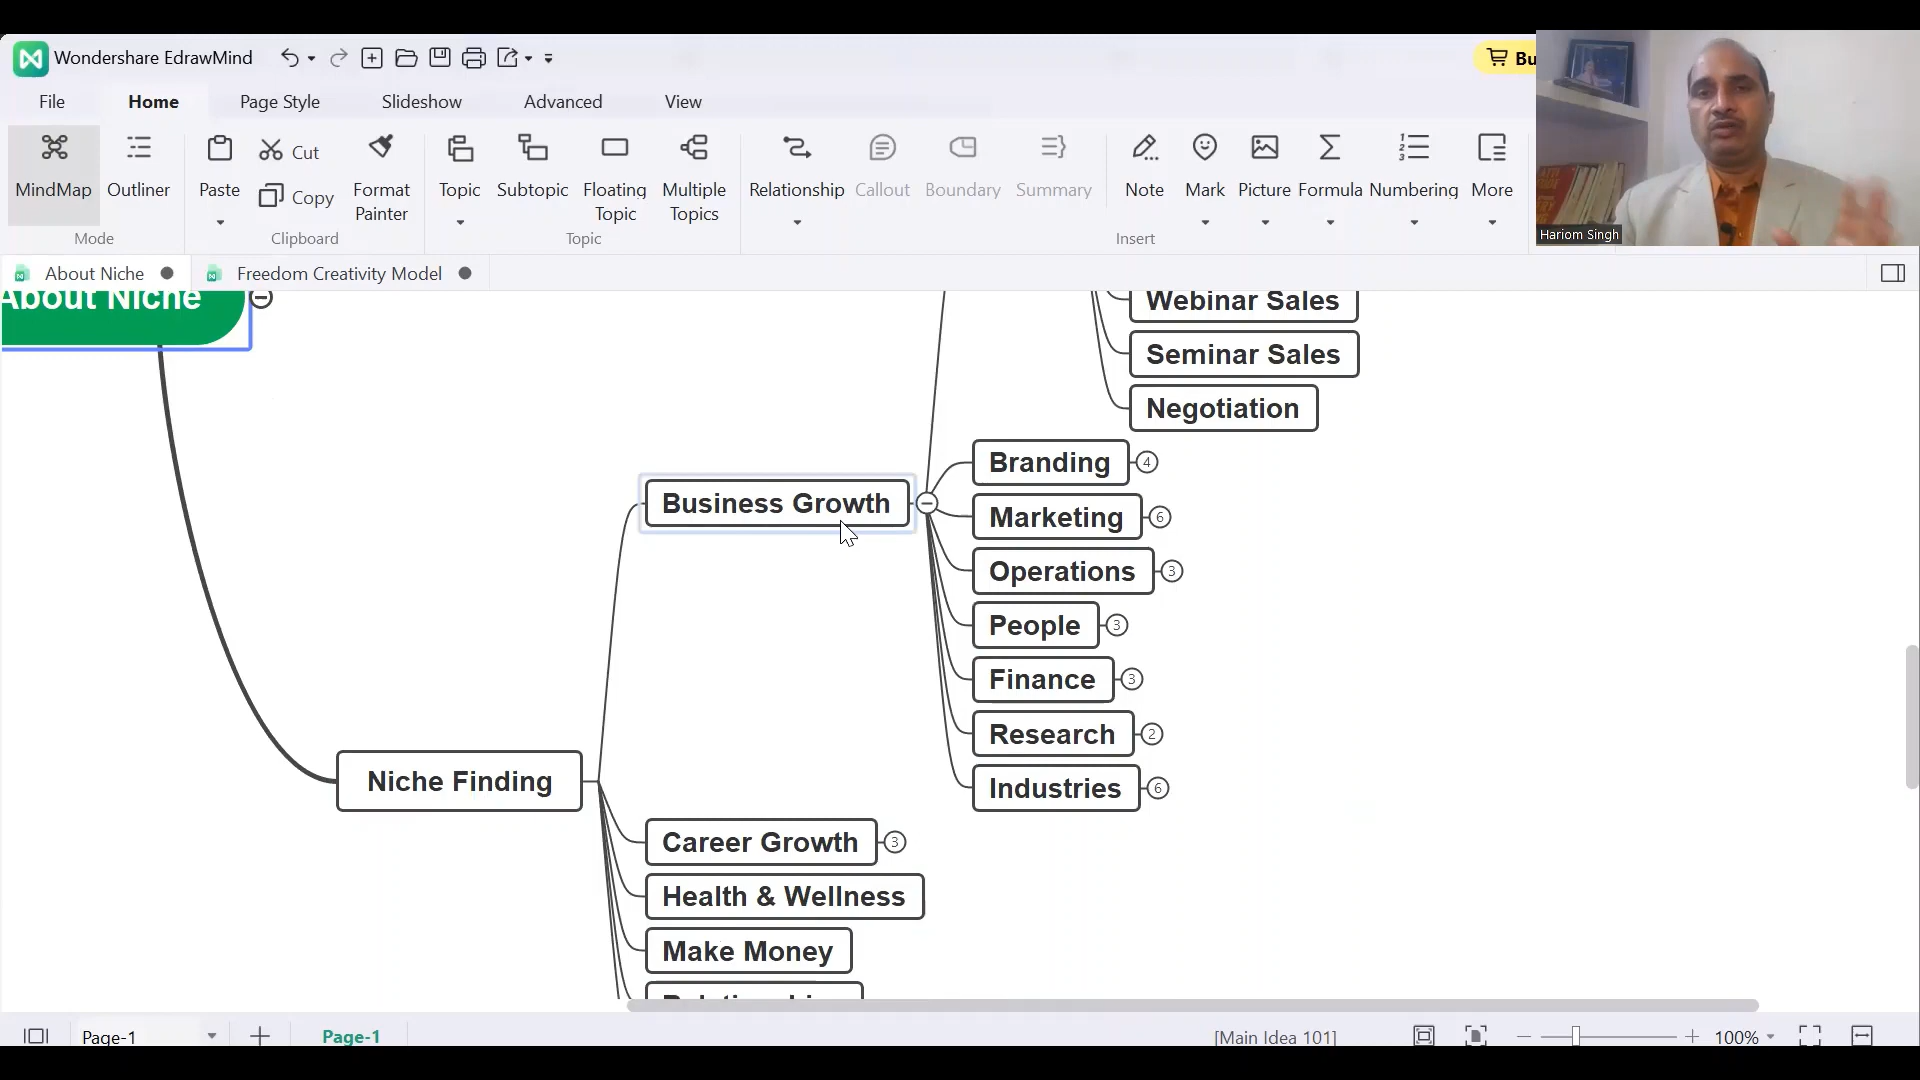 Wondershare EdrawMind
Bu
File
Home
Page Style
Slideshow
Advanced
View
MindMap
Outliner
Paste
Cut
Copy
Format Painter
Topic
Subtopic
Floating Topic
Multiple Topics
Relationship
Callout
Boundary
Summary
Note
Mark
Picture
Formula
Numbering
More
Mode
Clipboard
Topic
Insert
Hariom Singh
About Niche
Freedom Creativity Model
About Niche
Webinar Sales
Seminar Sales
Negotiation
Business Growth
Branding 4
Marketing 6
Operations 3
People 3
Finance 3
Research 2
Industries 6
Niche Finding
Career Growth 3
Health & Wellness
Make Money
Page-1
Page-1
[Main Idea 101]
100%